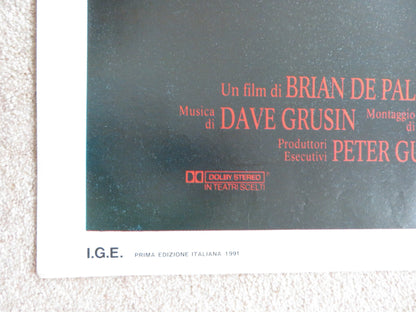 Un film di BRIAN DE PAL
Musica di DAVE GRUSIN Montaggio di
Produttori Esecutivi PETER GU
DOLBY STEREO
IN TEATRI SCELTI
I.G.E. PRIMA EDIZIONE ITALIANA 1991